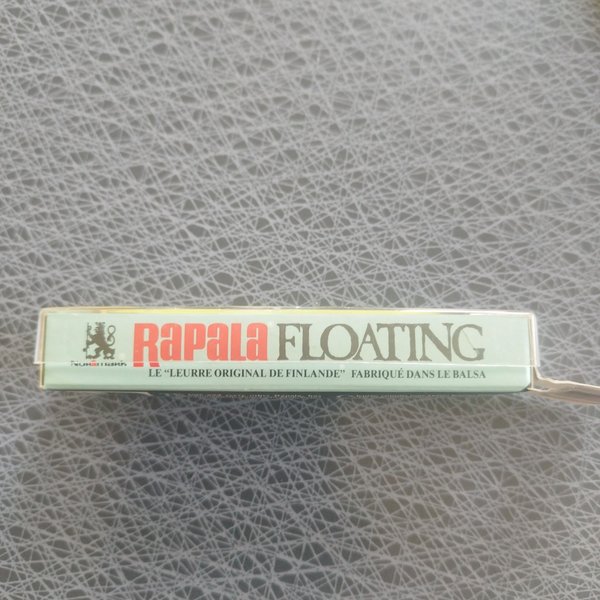 Rapala FLOATING
LE "LEURRE ORIGINAL DE FINLANDE" FABRIQUÉ DANS LE BALSA